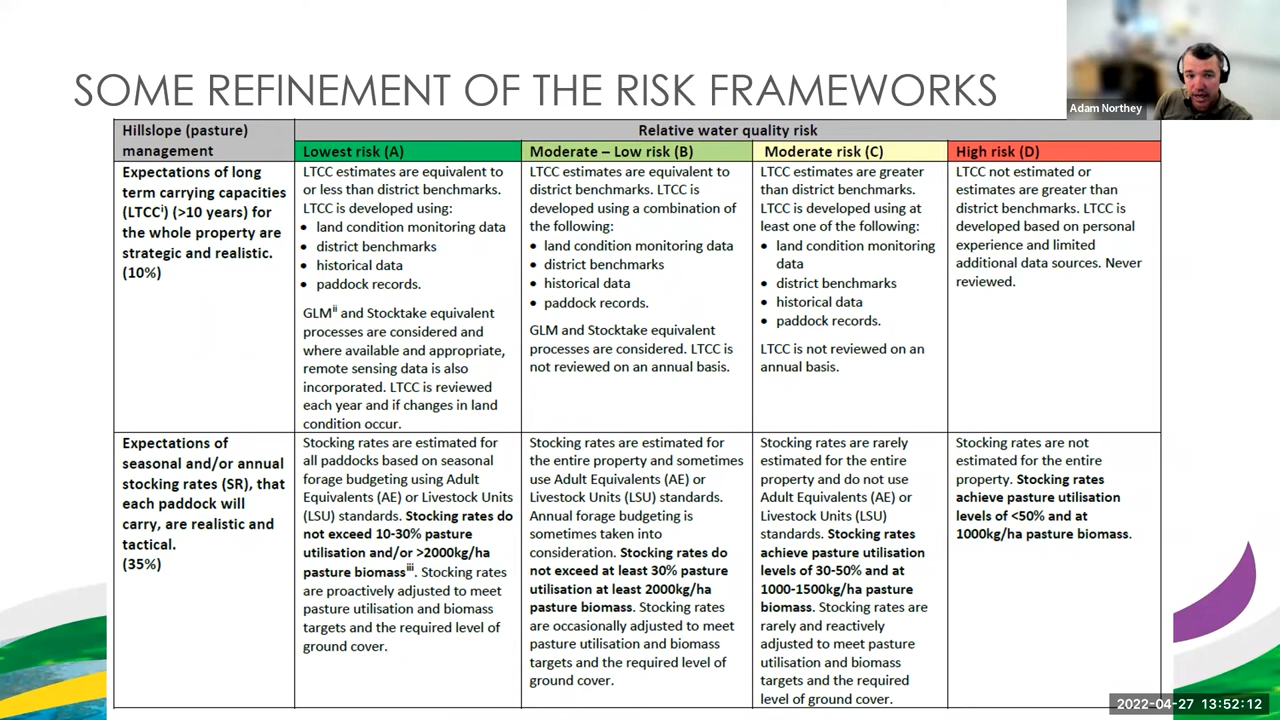 SOME REFINEMENT OF THE RISK FRAMEWORKS
Adam Northey
Hillslope (pasture)
management
Relative water quality risk
Lowest risk (A)
Moderate – Low risk (B)
Moderate risk (C)
High risk (D)
Expectations of long
term carrying capacities
(LTCCⁱ) (>10 years) for
the whole property are
strategic and realistic.
(10%)
LTCC estimates are equivalent to
or less than district benchmarks.
LTCC is developed using:
• land condition monitoring data
• district benchmarks
• historical data
• paddock records.
GLMⁱⁱ and Stocktake equivalent
processes are considered and
where available and appropriate,
remote sensing data is also
incorporated. LTCC is reviewed
each year and if changes in land
condition occur.
LTCC estimates are equivalent to
district benchmarks. LTCC is
developed using a combination of
the following:
• land condition monitoring data
• district benchmarks
• historical data
• paddock records.
GLM and Stocktake equivalent
processes are considered. LTCC is
not reviewed on an annual basis.
LTCC estimates are greater
than district benchmarks.
LTCC is developed using at
least one of the following:
• land condition monitoring
data
• district benchmarks
• historical data
• paddock records.
LTCC is not reviewed on an
annual basis.
LTCC not estimated or
estimates are greater than
district benchmarks. LTCC is
developed based on personal
experience and limited
additional data sources. Never
reviewed.
Expectations of
seasonal and/or annual
stocking rates (SR), that
each paddock will
carry, are realistic and
tactical.
(35%)
Stocking rates are estimated for
all paddocks based on seasonal
forage budgeting using Adult
Equivalents (AE) or Livestock Units
(LSU) standards. Stocking rates do
not exceed 10-30% pasture
utilisation and/or >2000kg/ha
pasture biomassⁱⁱⁱ. Stocking rates
are proactively adjusted to meet
pasture utilisation and biomass
targets and the required level of
ground cover.
Stocking rates are estimated for
the entire property and sometimes
use Adult Equivalents (AE) or
Livestock Units (LSU) standards.
Annual forage budgeting is
sometimes taken into
consideration. Stocking rates do
not exceed at least 30% pasture
utilisation at least 2000kg/ha
pasture biomass. Stocking rates
are occasionally adjusted to meet
pasture utilisation and biomass
targets and the required level of
ground cover.
Stocking rates are rarely
estimated for the entire
property and do not use
Adult Equivalents (AE) or
Livestock Units (LSU)
standards. Stocking rates
achieve pasture utilisation
levels of 30-50% and at
1000-1500kg/ha pasture
biomass. Stocking rates are
rarely and reactively
adjusted to meet pasture
utilisation and biomass
targets and the required
level of ground cover.
Stocking rates are not
estimated for the entire
property. Stocking rates
achieve pasture utilisation
levels of <50% and at
1000kg/ha pasture biomass.
2022-04-27 13:52:12